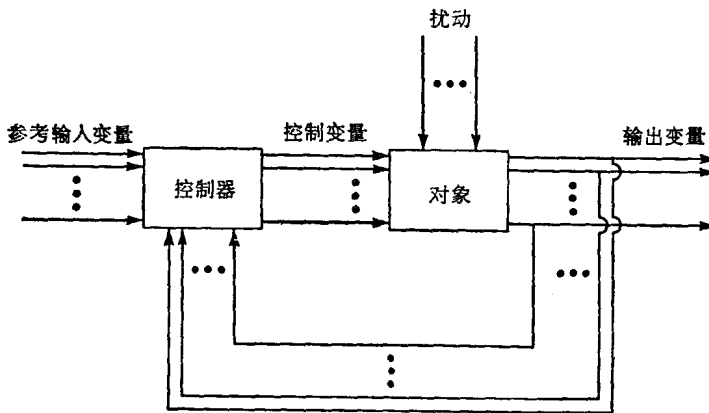 扰动
参考输入变量
控制变量
输出变量
控制器
对象